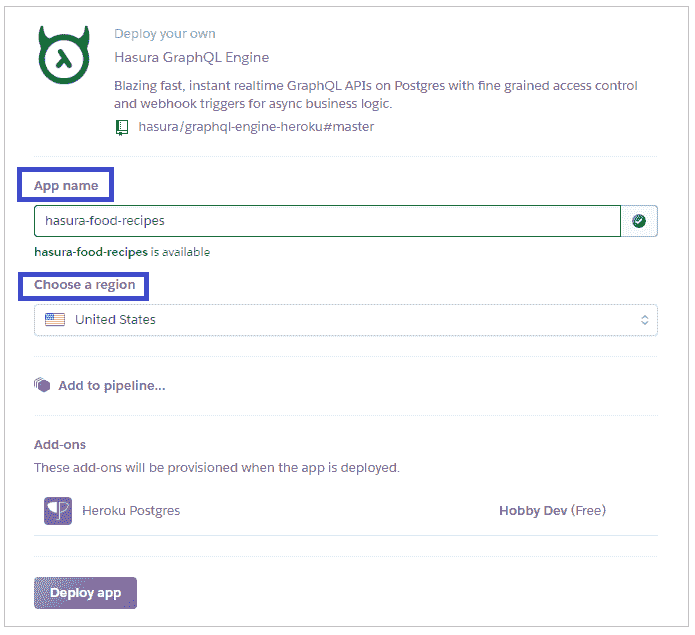 Deploy your own
Hasura GraphQL Engine
Blazing fast, instant realtime GraphQL APIs on Postgres with fine grained access control
and webhook triggers for async business logic.
hasura/graphql-engine-heroku#master
App name
hasura-food-recipes
hasura-food-recipes is available
Choose a region
United States
Add to pipeline...
Add-ons
These add-ons will be provisioned when the app is deployed.
Heroku Postgres Hobby Dev (Free)
Deploy app